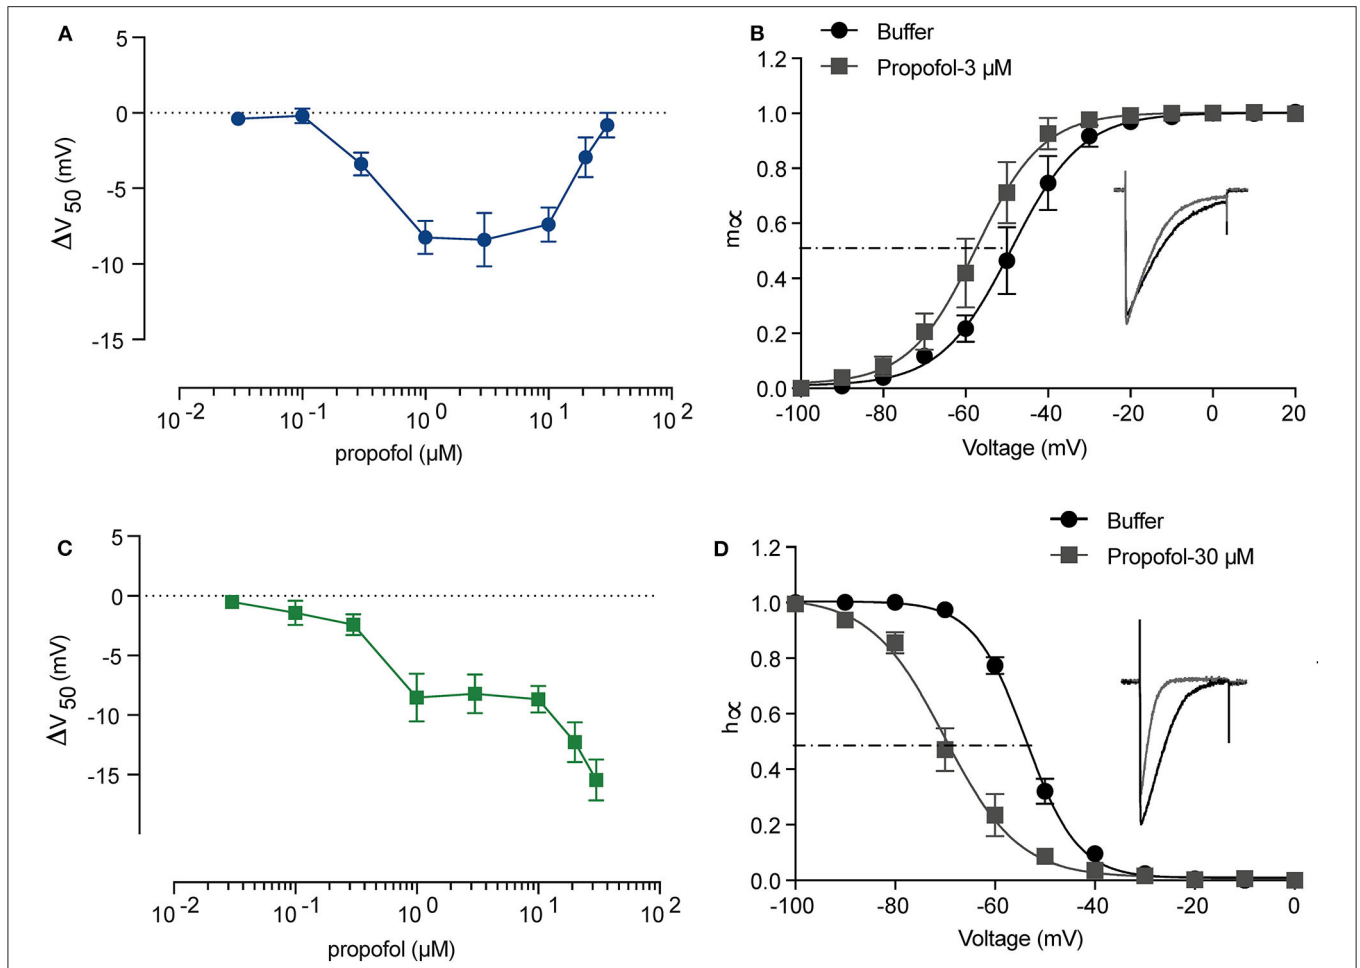 A
5
0
-5
-10
-15
ΔV 50 (mV)
10-2 10-1 100 101 102
propofol (µM)
B
Buffer
Propofol-3 µM
1.2
1.0
0.8
0.6
0.4
0.2
0.0
m∝
-100 -80 -60 -40 -20 0 20
Voltage (mV)
C
5
0
-5
-10
-15
ΔV 50 (mV)
10-2 10-1 100 101 102
propofol (µM)
D
Buffer
Propofol-30 µM
1.2
1.0
0.8
0.6
0.4
0.2
0.0
h∝
-100 -80 -60 -40 -20 0
Voltage (mV)